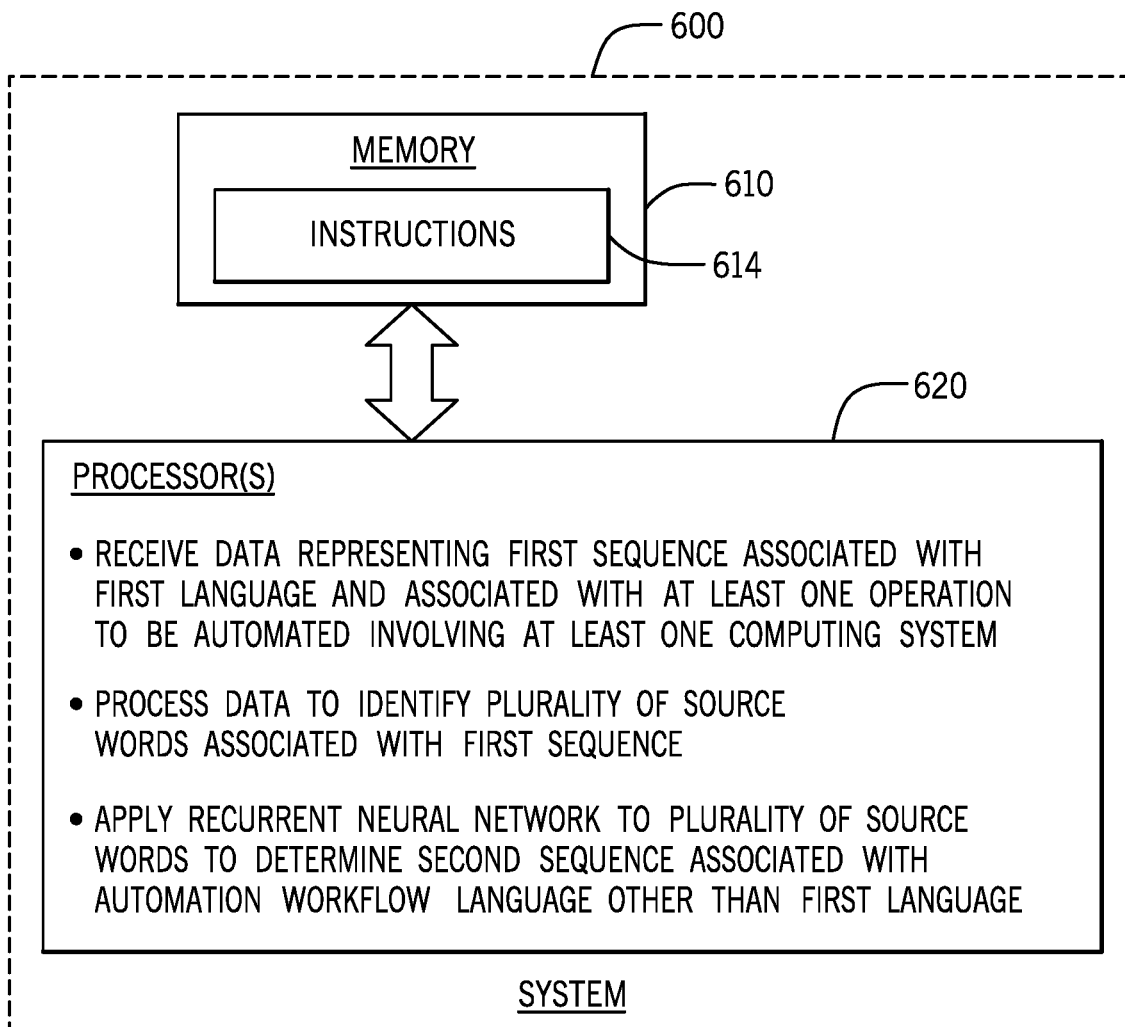 600
MEMORY
610
INSTRUCTIONS
614
620
PROCESSOR(S)
• RECEIVE DATA REPRESENTING FIRST SEQUENCE ASSOCIATED WITH
FIRST LANGUAGE AND ASSOCIATED WITH AT LEAST ONE OPERATION
TO BE AUTOMATED INVOLVING AT LEAST ONE COMPUTING SYSTEM
• PROCESS DATA TO IDENTIFY PLURALITY OF SOURCE
WORDS ASSOCIATED WITH FIRST SEQUENCE
• APPLY RECURRENT NEURAL NETWORK TO PLURALITY OF SOURCE
WORDS TO DETERMINE SECOND SEQUENCE ASSOCIATED WITH
AUTOMATION WORKFLOW LANGUAGE OTHER THAN FIRST LANGUAGE
SYSTEM